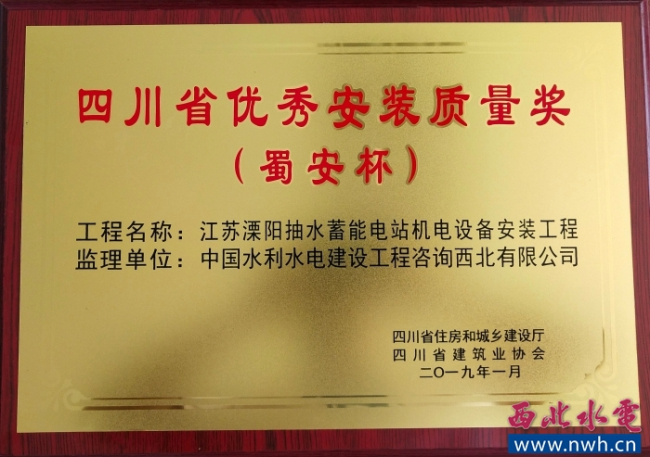 四川省优秀安装质量奖
（蜀安杯）
工程名称：江苏溧阳抽水蓄能电站机电设备安装工程
监理单位：中国水利水电建设工程咨询西北有限公司
四川省住房和城乡建设厅
四川省建筑业协会
二〇一九年一月
西北水電
www.nwh.cn